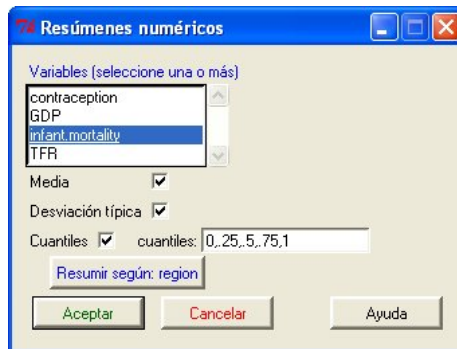 Resúmenes numéricos
Variables (seleccione una o más)
contraception
GDP
infant.mortality
TFR
Media
Desviación típica
Cuantiles cuantiles: 0,.25,.5,.75,1
Resumir según: region
Aceptar Cancelar Ayuda